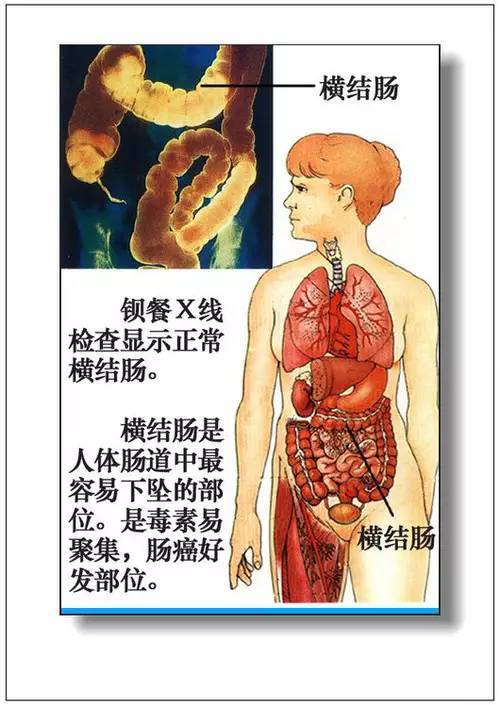 横结肠
钡餐X线
检查显示正常
横结肠。
横结肠是
人体肠道中最
容易下坠的部
位。是毒素易
聚集，肠癌好
发部位。
横结肠